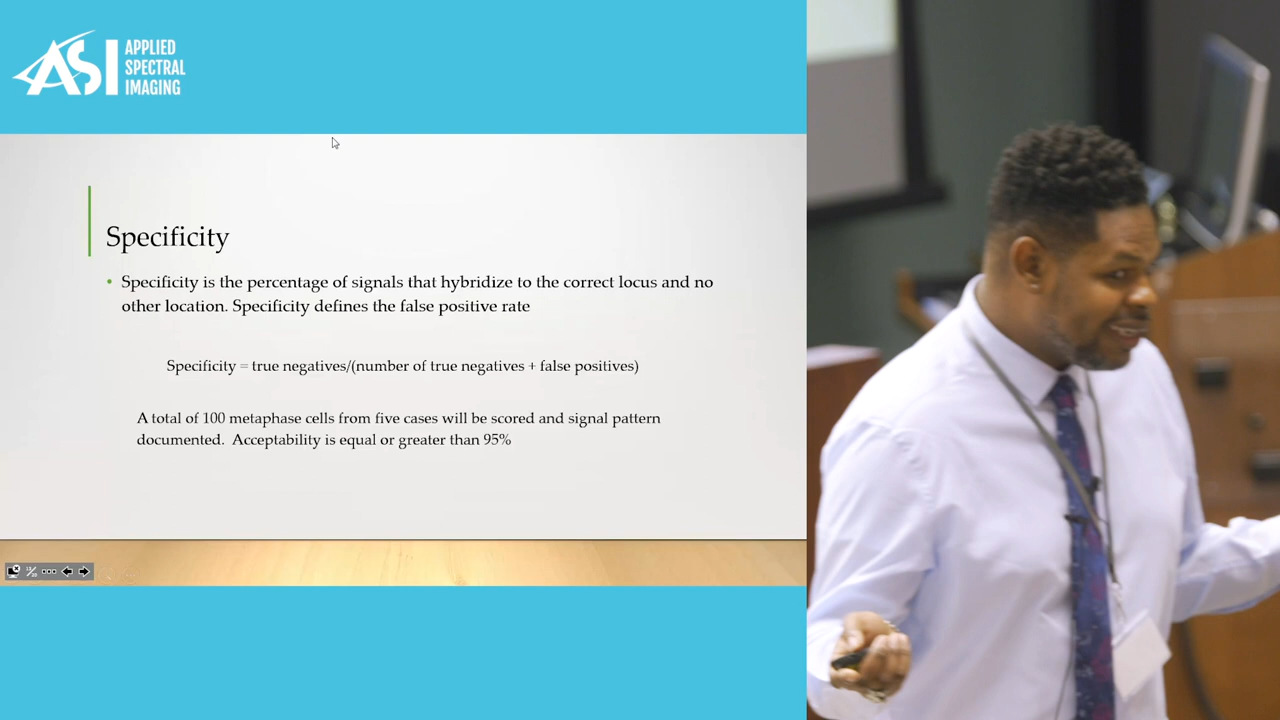 ASI APPLIED
SPECTRAL
IMAGING
Specificity
• Specificity is the percentage of signals that hybridize to the correct locus and no
other location. Specificity defines the false positive rate
Specificity = true negatives/(number of true negatives + false positives)
A total of 100 metaphase cells from five cases will be scored and signal pattern
documented. Acceptability is equal or greater than 95%